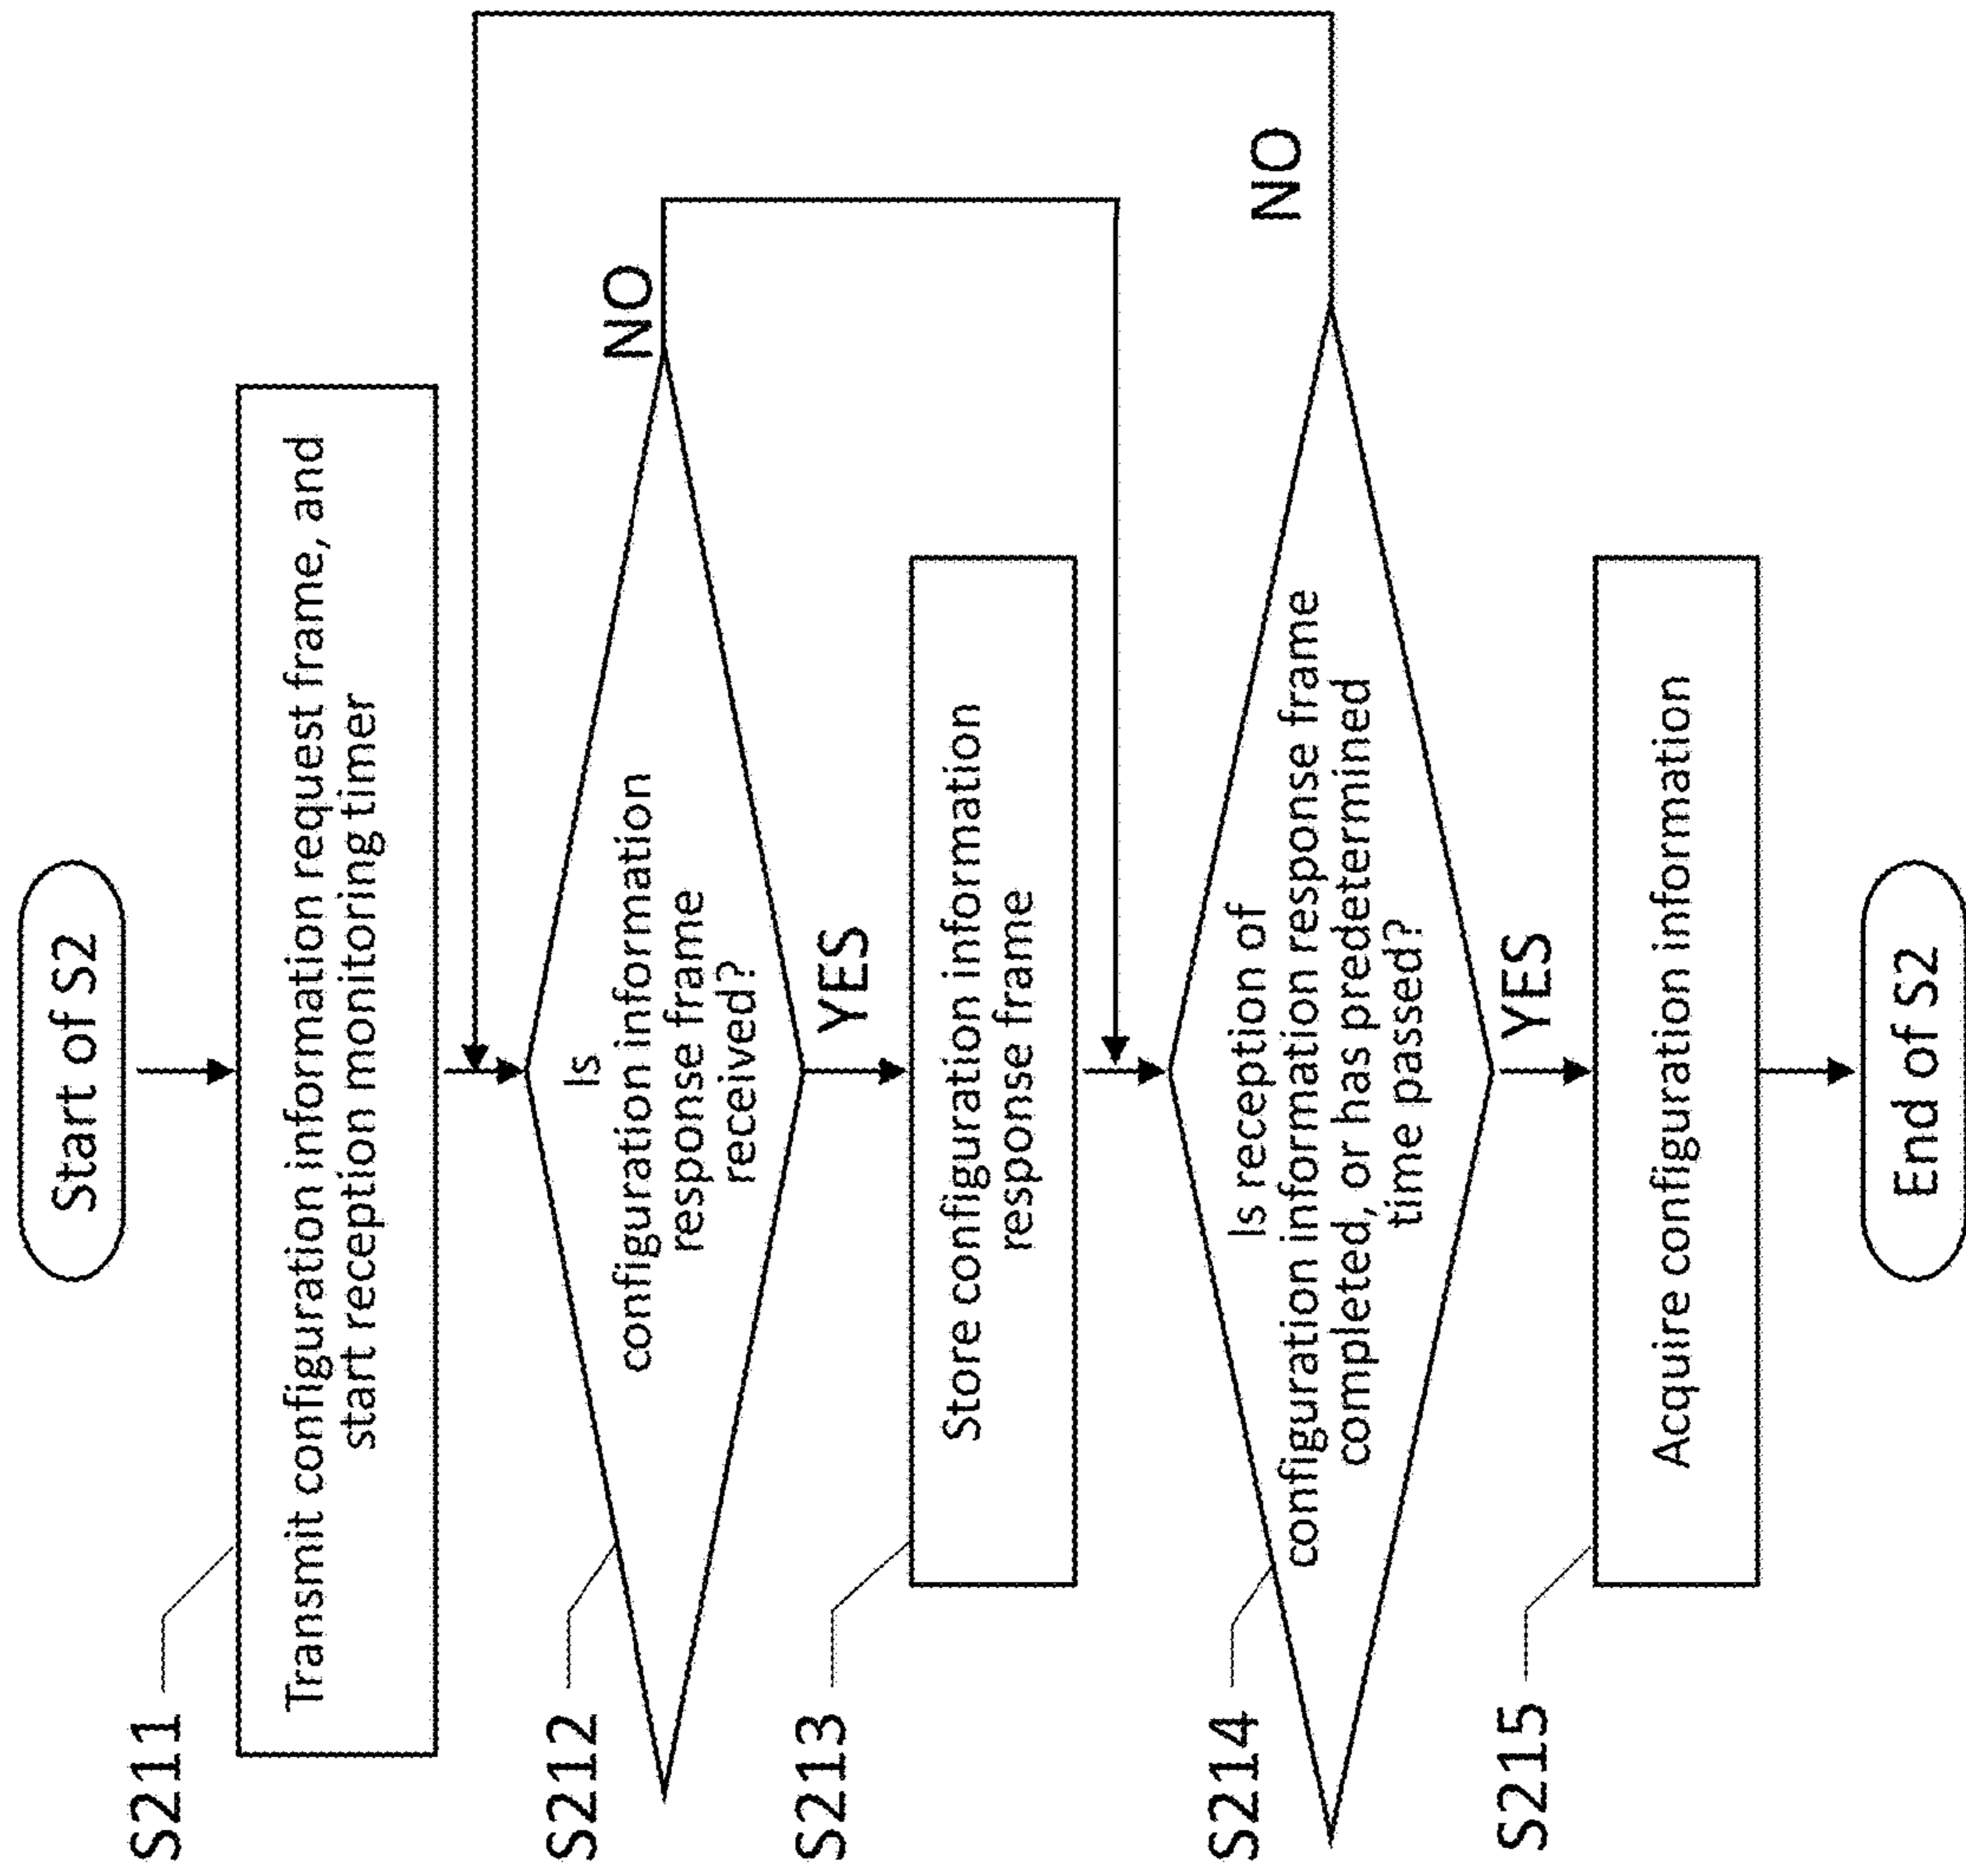 Start of S2
S211
Transmit configuration information request frame, and
start reception monitoring timer
S212
Is
configuration information
response frame
received?
NO
YES
S213
Store configuration information
response frame
S214
Is reception of
configuration information response frame
completed, or has predetermined
time passed?
NO
YES
S215
Acquire configuration information
End of S2